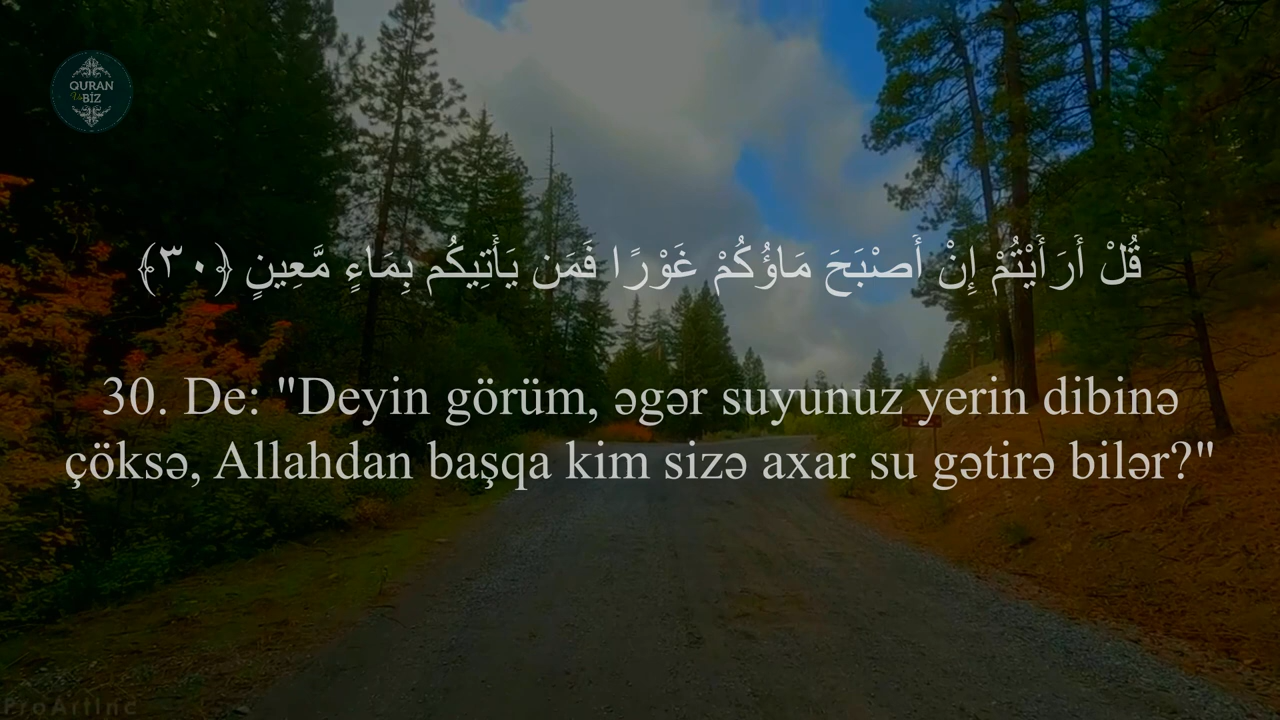 QURAN
Və
BİZ
قُلْ أَرَأَيْتُمْ إِنْ أَصْبَحَ مَاؤُكُمْ غَوْرًا فَمَن يَأْتِيكُم بِمَاءٍ مَّعِينٍ ﴿٣٠﴾
30. De: "Deyin görüm, əgər suyunuz yerin dibinə
çöksə, Allahdan başqa kim sizə axar su gətirə bilər?"
ProArtInc